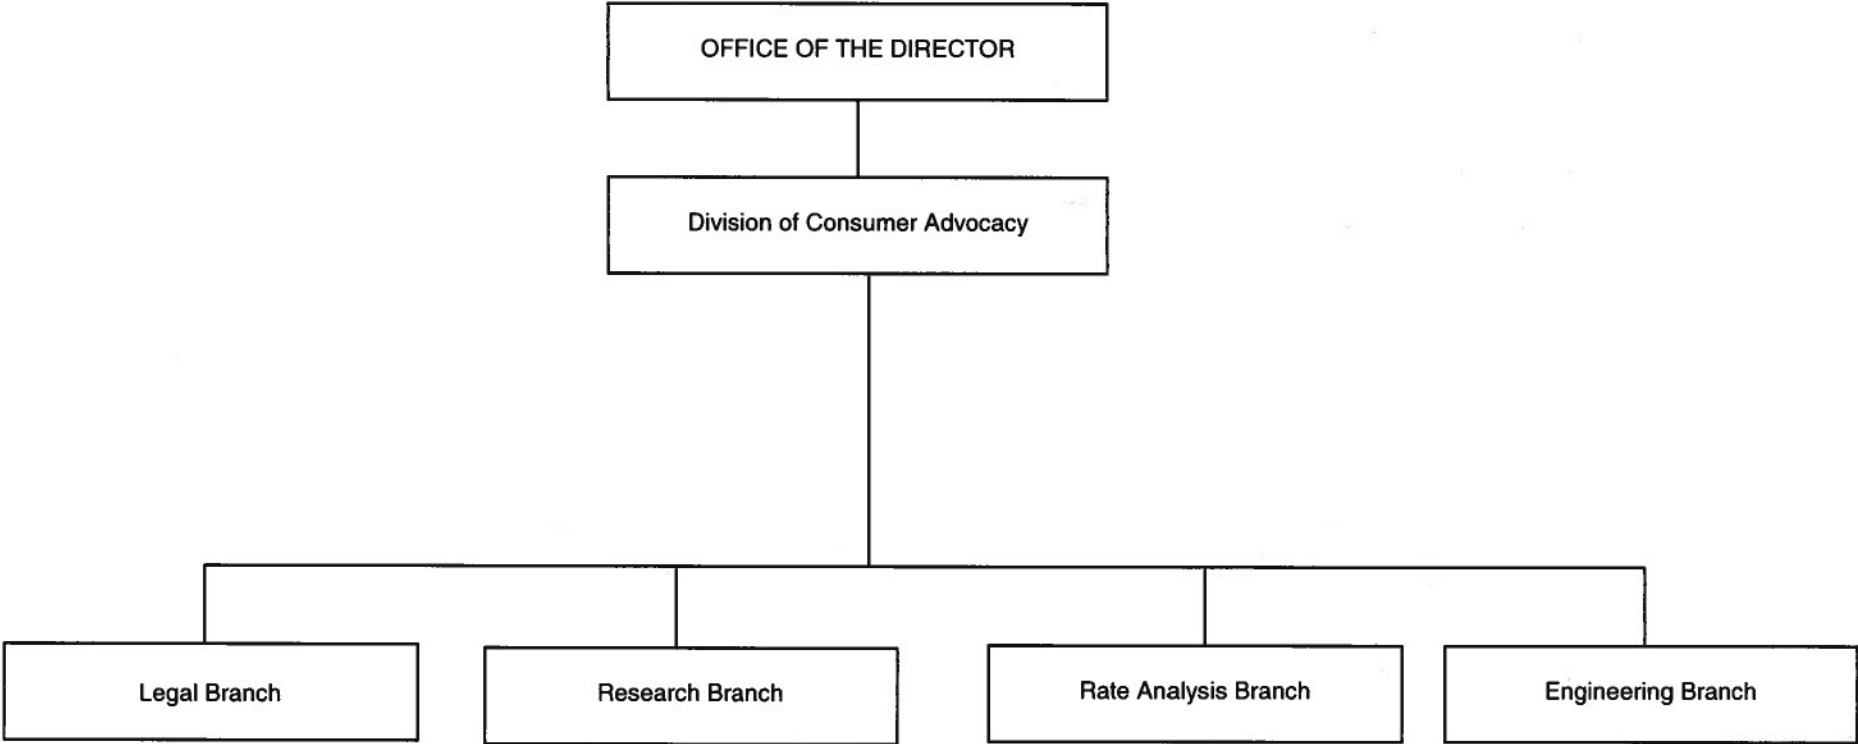 OFFICE OF THE DIRECTOR
Division of Consumer Advocacy
Legal Branch
Research Branch
Rate Analysis Branch
Engineering Branch